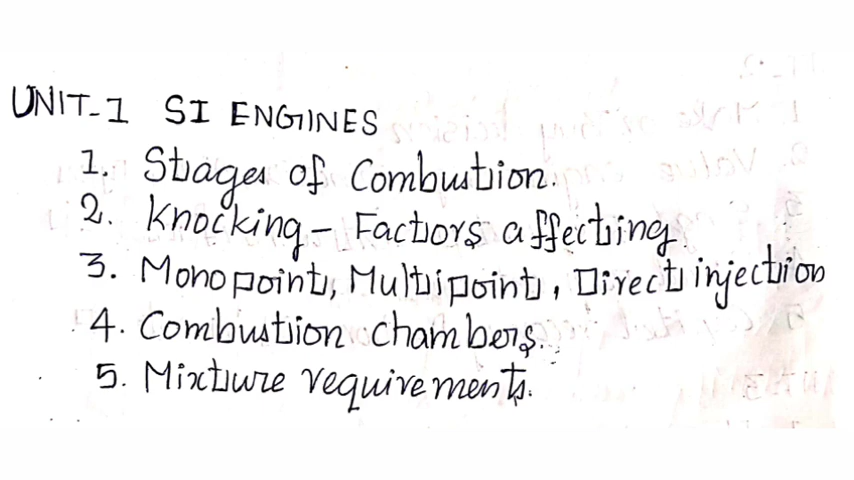 UNIT-1 SI ENGINES
1. Stages of Combustion.
2. Knocking - Factors affecting
3. Monopoint, Multipoint, Direct injection
4. Combustion chambers.
5. Mixture requirements.